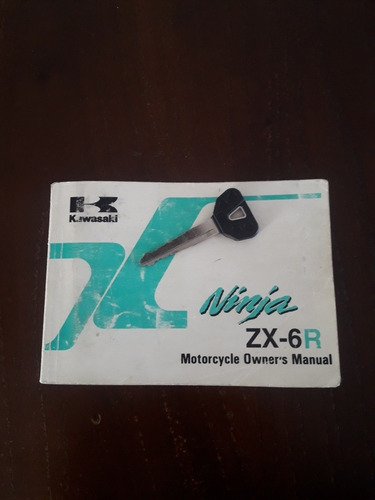 Kawasaki
Ninja
ZX-6R
Motorcycle Owner's Manual